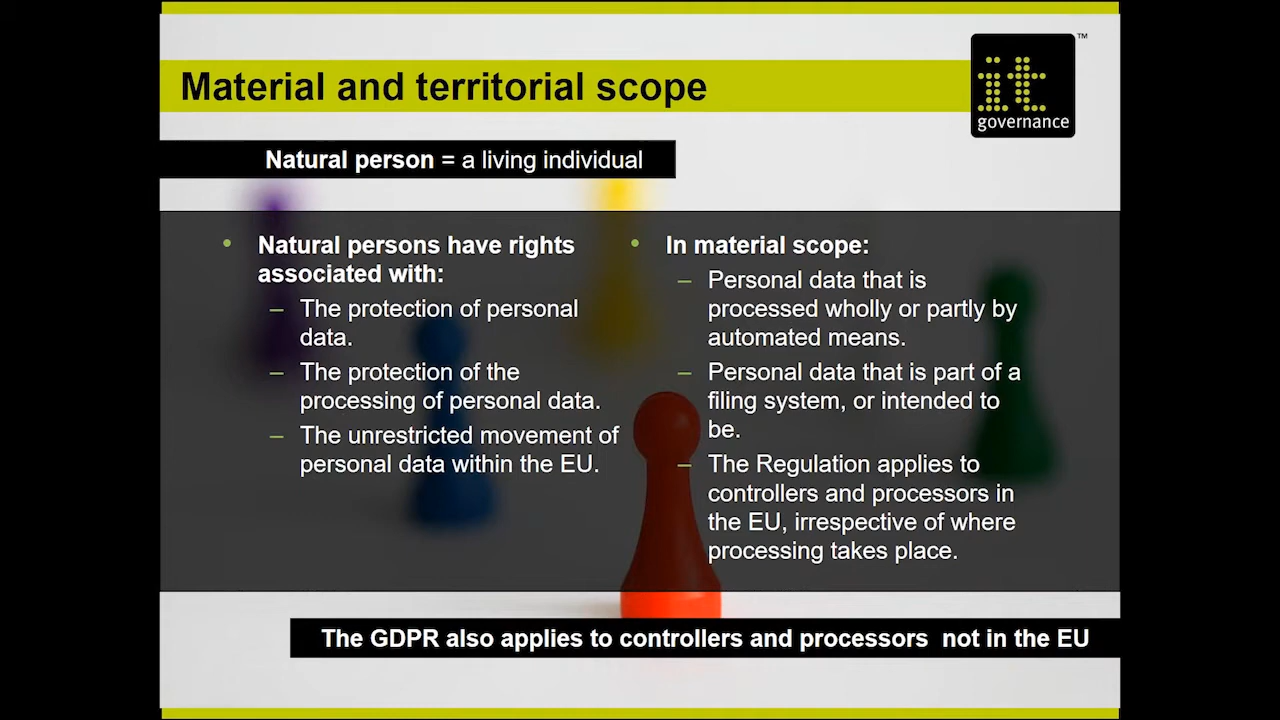 Material and territorial scope
™
it
governance
Natural person = a living individual
• Natural persons have rights
associated with:
– The protection of personal
data.
– The protection of the
processing of personal data.
– The unrestricted movement of
personal data within the EU.
• In material scope:
– Personal data that is
processed wholly or partly by
automated means.
– Personal data that is part of a
filing system, or intended to
be.
– The Regulation applies to
controllers and processors in
the EU, irrespective of where
processing takes place.
The GDPR also applies to controllers and processors not in the EU